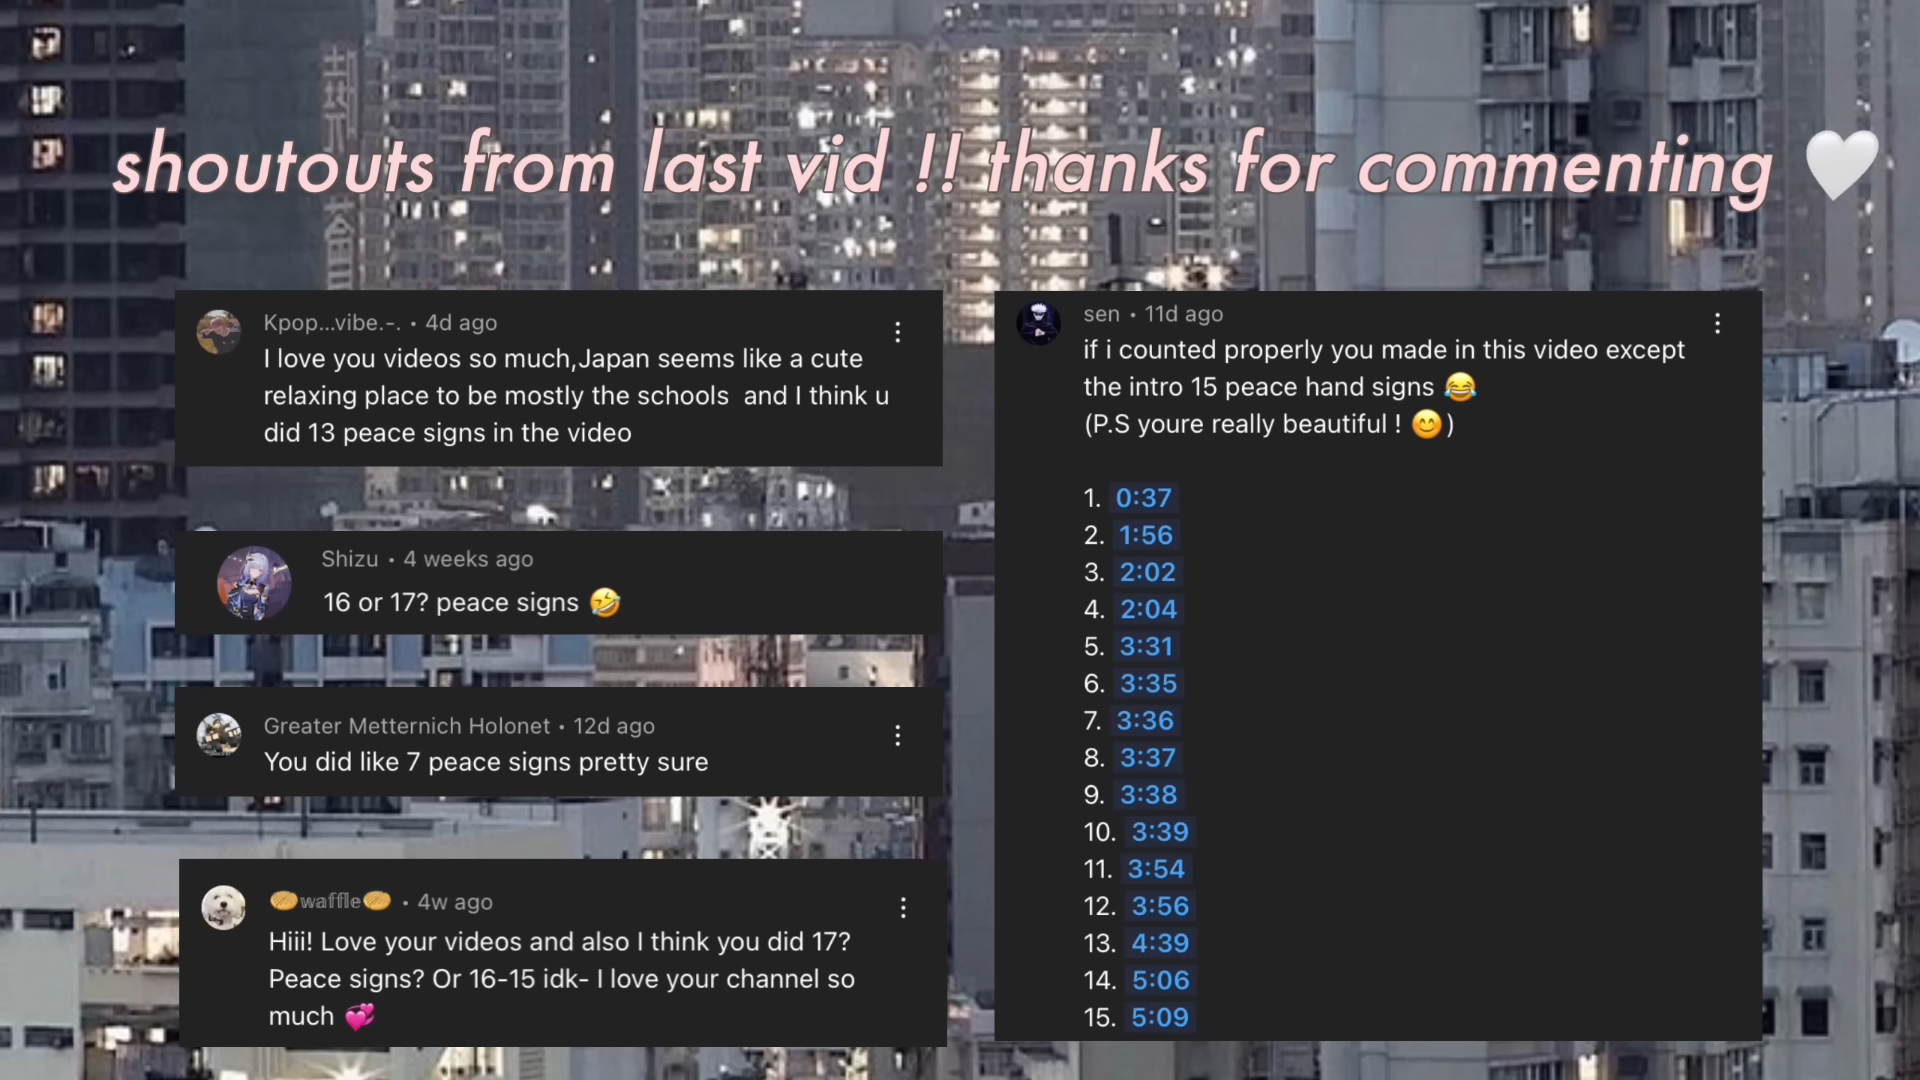 shoutouts from last vid !! thanks for commenting 🤍
Kpop...vibe.-. • 4d ago
I love you videos so much,Japan seems like a cute
relaxing place to be mostly the schools  and I think u
did 13 peace signs in the video
Shizu • 4 weeks ago
16 or 17? peace signs 🤣
Greater Metternich Holonet • 12d ago
You did like 7 peace signs pretty sure
🥯𝕨𝕒𝕗𝕗𝕝𝕖🥯 • 4w ago
Hiii! Love your videos and also I think you did 17?
Peace signs? Or 16-15 idk- I love your channel so
much 💞
sen • 11d ago
if i counted properly you made in this video except
the intro 15 peace hand signs 😂
(P.S youre really beautiful ! 😊)
1. 0:37
2. 1:56
3. 2:02
4. 2:04
5. 3:31
6. 3:35
7. 3:36
8. 3:37
9. 3:38
10. 3:39
11. 3:54
12. 3:56
13. 4:39
14. 5:06
15. 5:09